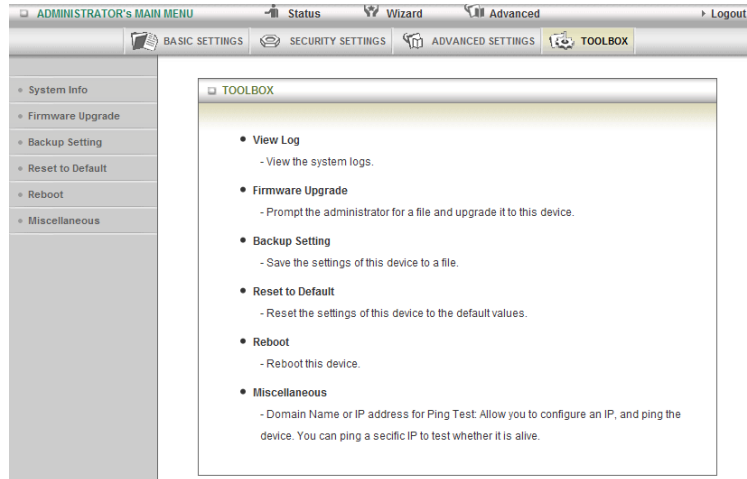 ADMINISTRATOR's MAIN MENU Status Wizard Advanced Logout
BASIC SETTINGS SECURITY SETTINGS ADVANCED SETTINGS TOOLBOX
System Info
Firmware Upgrade
Backup Setting
Reset to Default
Reboot
Miscellaneous
TOOLBOX
View Log
- View the system logs.
Firmware Upgrade
- Prompt the administrator for a file and upgrade it to this device.
Backup Setting
- Save the settings of this device to a file.
Reset to Default
- Reset the settings of this device to the default values.
Reboot
- Reboot this device.
Miscellaneous
- Domain Name or IP address for Ping Test: Allow you to configure an IP, and ping the
device. You can ping a secific IP to test whether it is alive.